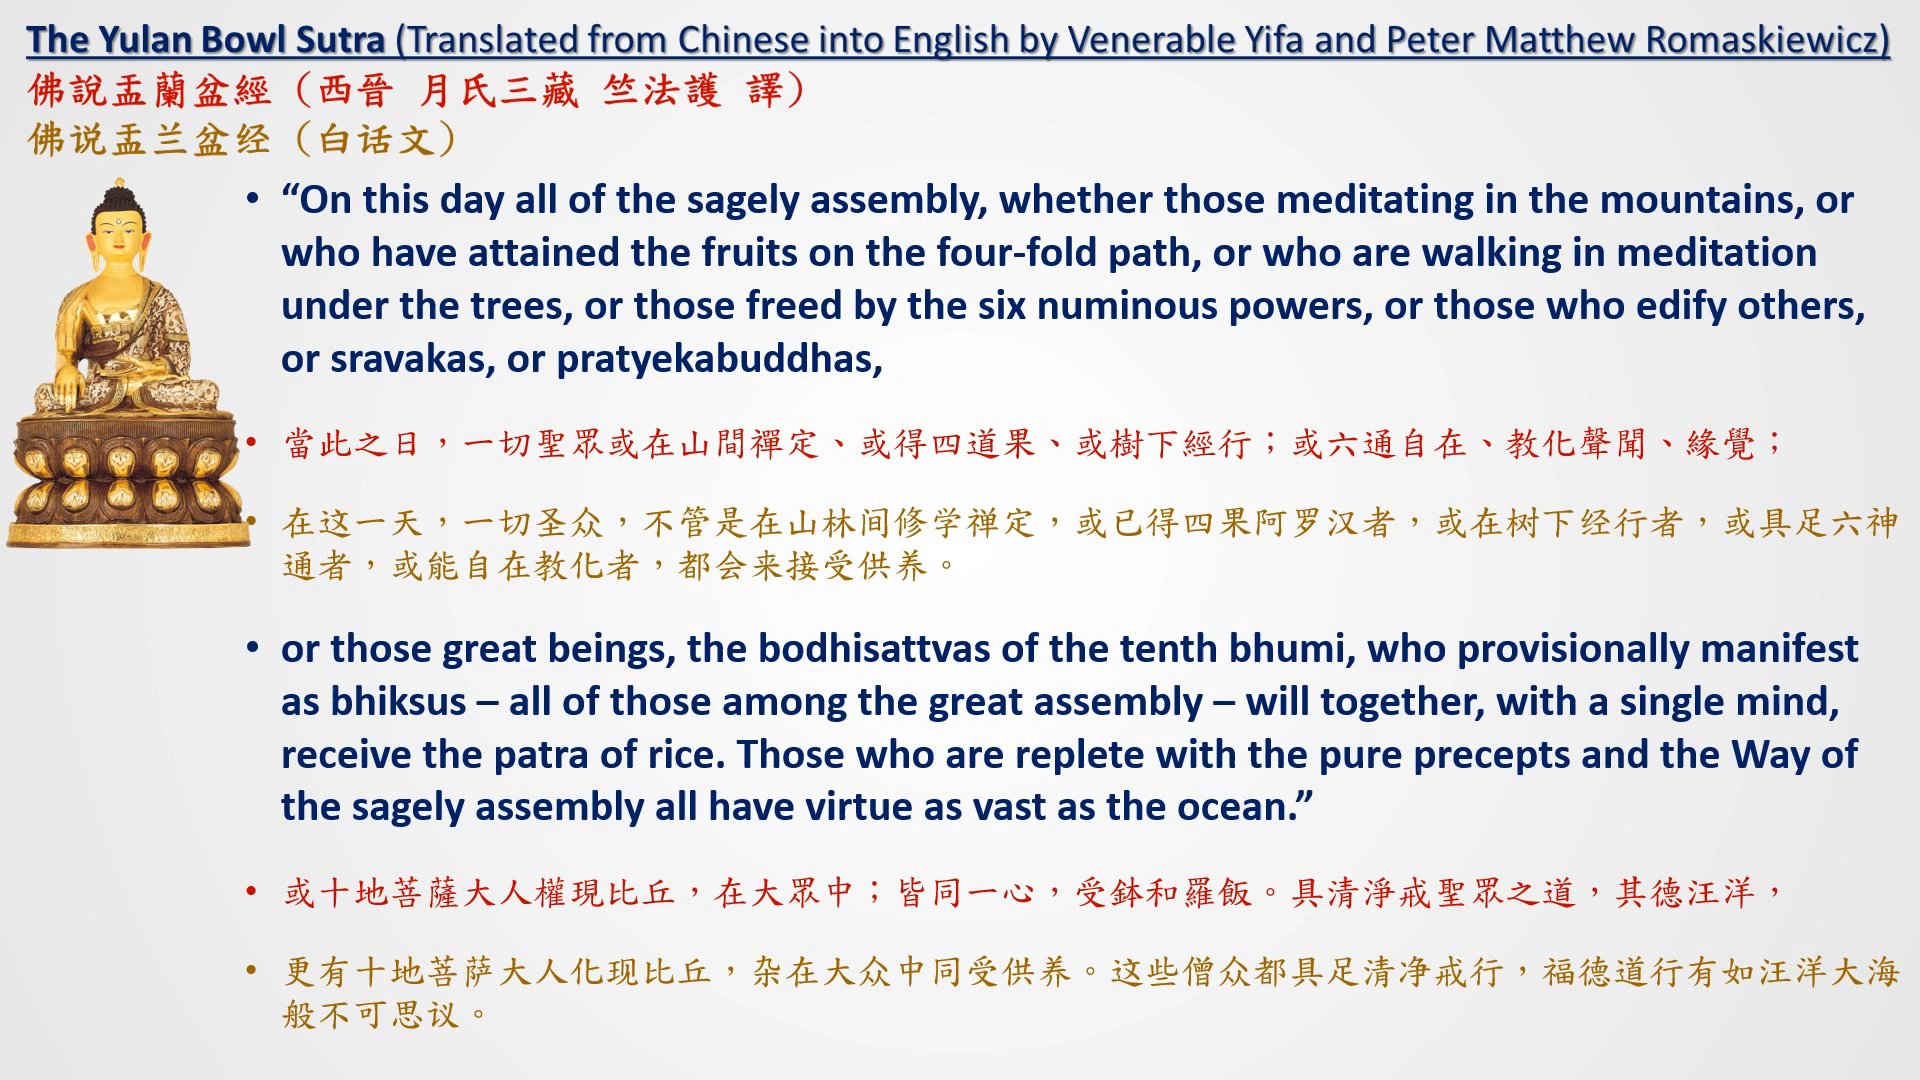 The Yulan Bowl Sutra (Translated from Chinese into English by Venerable Yifa and Peter Matthew Romaskiewicz)
佛說盂蘭盆經（西晉 月氏三藏 竺法護 譯）
佛说盂兰盆经（白话文）
• “On this day all of the sagely assembly, whether those meditating in the mountains, or
who have attained the fruits on the four-fold path, or who are walking in meditation
under the trees, or those freed by the six numinous powers, or those who edify others,
or sravakas, or pratyekabuddhas,
• 當此之日，一切聖眾或在山間禪定、或得四道果、或樹下經行；或六通自在、教化聲聞、緣覺；
• 在这一天，一切圣众，不管是在山林间修学禅定，或已得四果阿罗汉者，或在树下经行者，或具足六神
通者，或能自在教化者，都会来接受供养。
• or those great beings, the bodhisattvas of the tenth bhumi, who provisionally manifest
as bhiksus – all of those among the great assembly – will together, with a single mind,
receive the patra of rice. Those who are replete with the pure precepts and the Way of
the sagely assembly all have virtue as vast as the ocean.”
• 或十地菩薩大人權現比丘，在大眾中；皆同一心，受鉢和羅飯。具清淨戒聖眾之道，其德汪洋，
• 更有十地菩萨大人化现比丘，杂在大众中同受供养。这些僧众都具足清净戒行，福德道行有如汪洋大海
般不可思议。